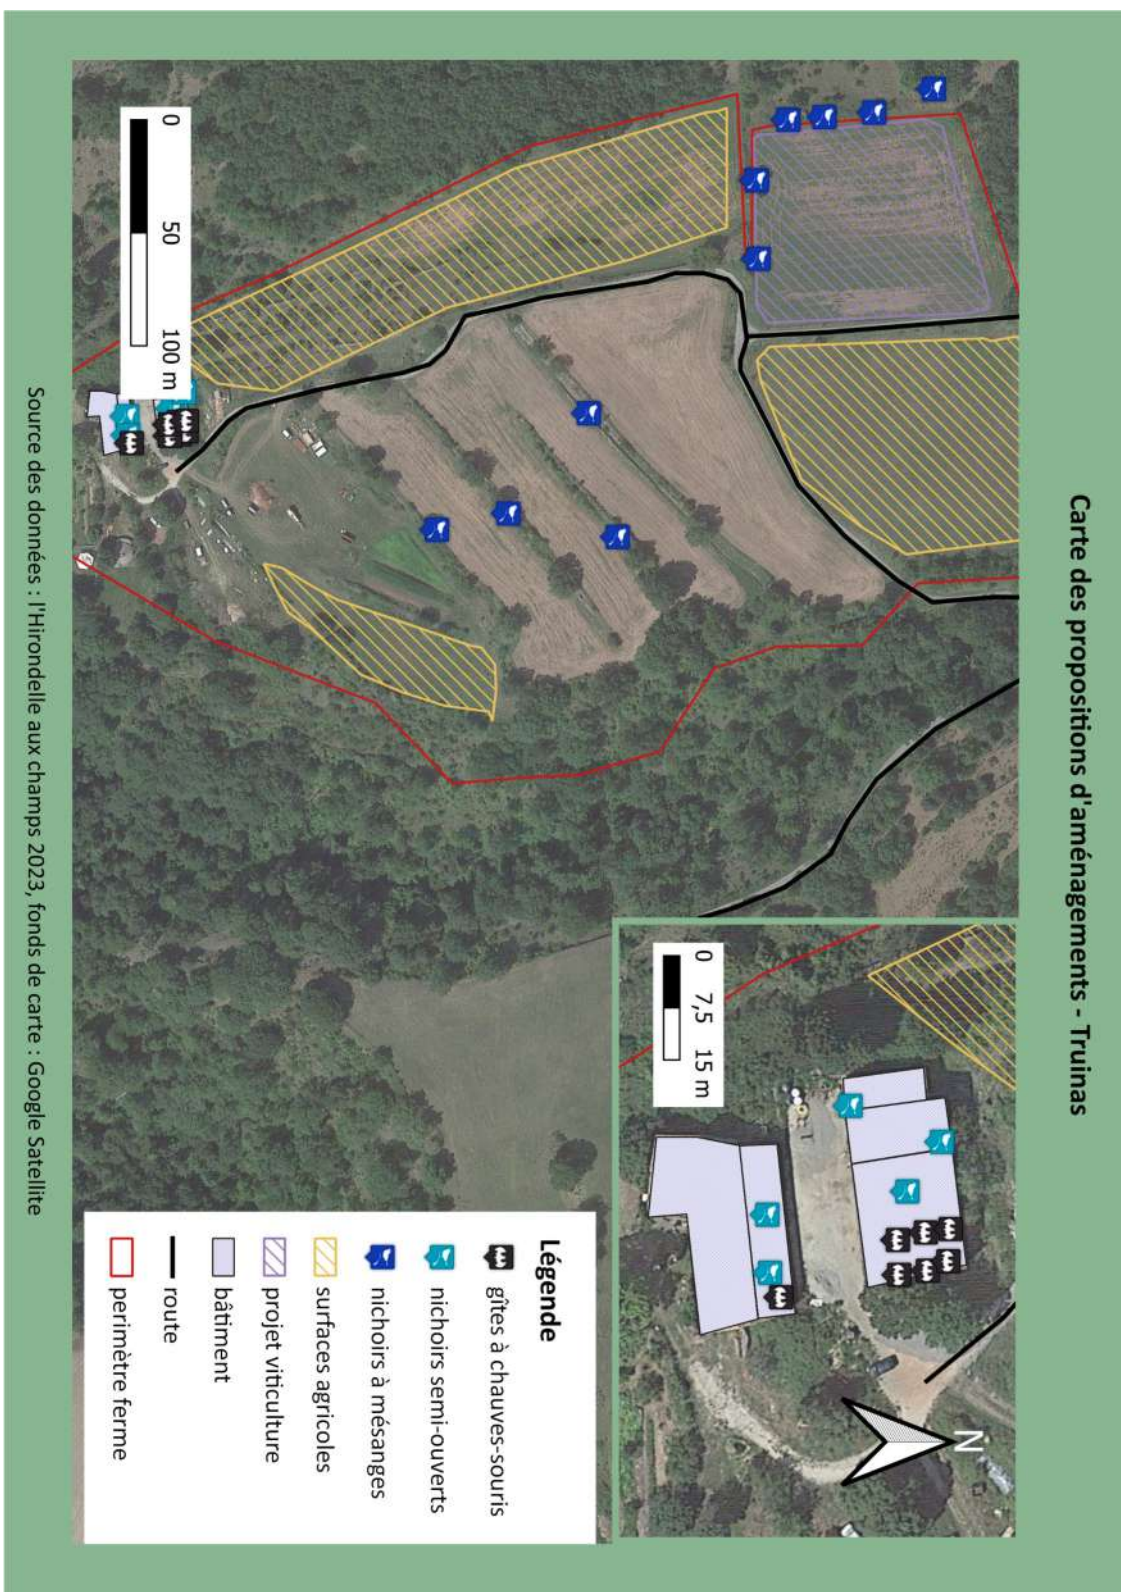 Carte des propositions d'aménagements - Truinas
N
0 7,5 15 m
0 50 100 m
Légende
gîtes à chauves-souris
nichoirs semi-ouverts
nichoirs à mésanges
surfaces agricoles
projet viticulture
bâtiment
route
perimètre ferme
Source des données : l'Hirondelle aux champs 2023, fonds de carte : Google Satellite